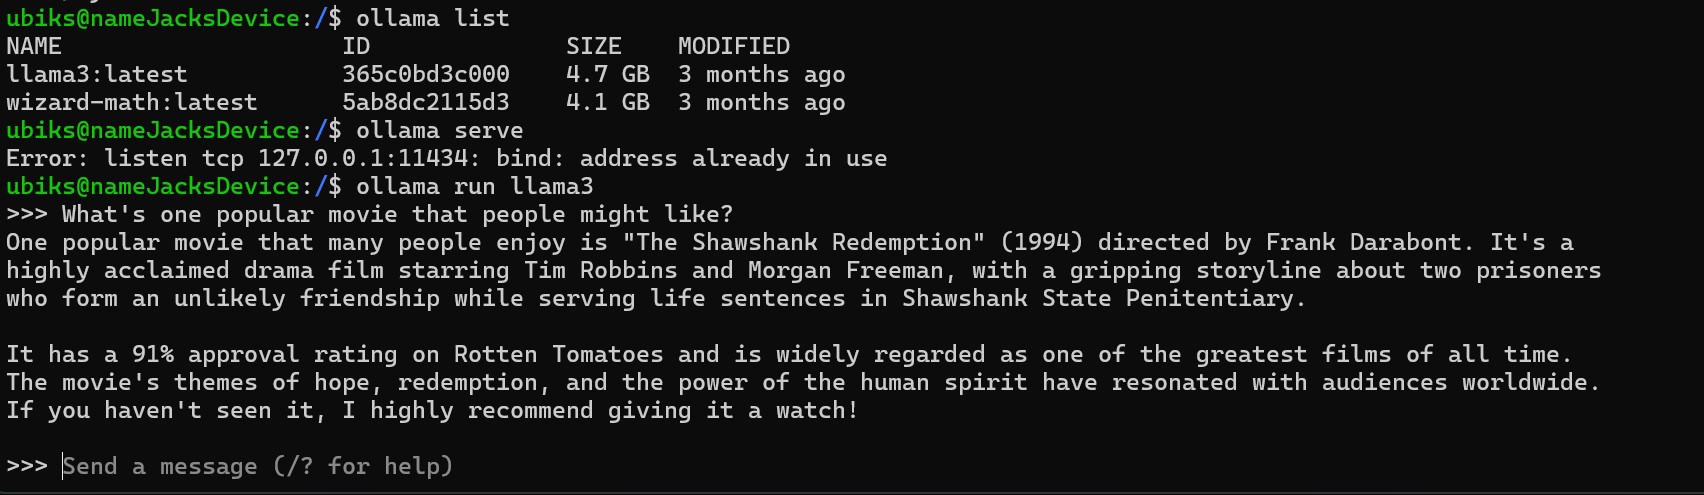 ubiks@nameJacksDevice:/$ ollama list
NAME ID SIZE MODIFIED
llama3:latest 365c0bd3c000 4.7 GB 3 months ago
wizard-math:latest 5ab8dc2115d3 4.1 GB 3 months ago
ubiks@nameJacksDevice:/$ ollama serve
Error: listen tcp 127.0.0.1:11434: bind: address already in use
ubiks@nameJacksDevice:/$ ollama run llama3
>>> What's one popular movie that people might like?
One popular movie that many people enjoy is "The Shawshank Redemption" (1994) directed by Frank Darabont. It's a
highly acclaimed drama film starring Tim Robbins and Morgan Freeman, with a gripping storyline about two prisoners
who form an unlikely friendship while serving life sentences in Shawshank State Penitentiary.

It has a 91% approval rating on Rotten Tomatoes and is widely regarded as one of the greatest films of all time.
The movie's themes of hope, redemption, and the power of the human spirit have resonated with audiences worldwide.
If you haven't seen it, I highly recommend giving it a watch!

>>> Send a message (/? for help)